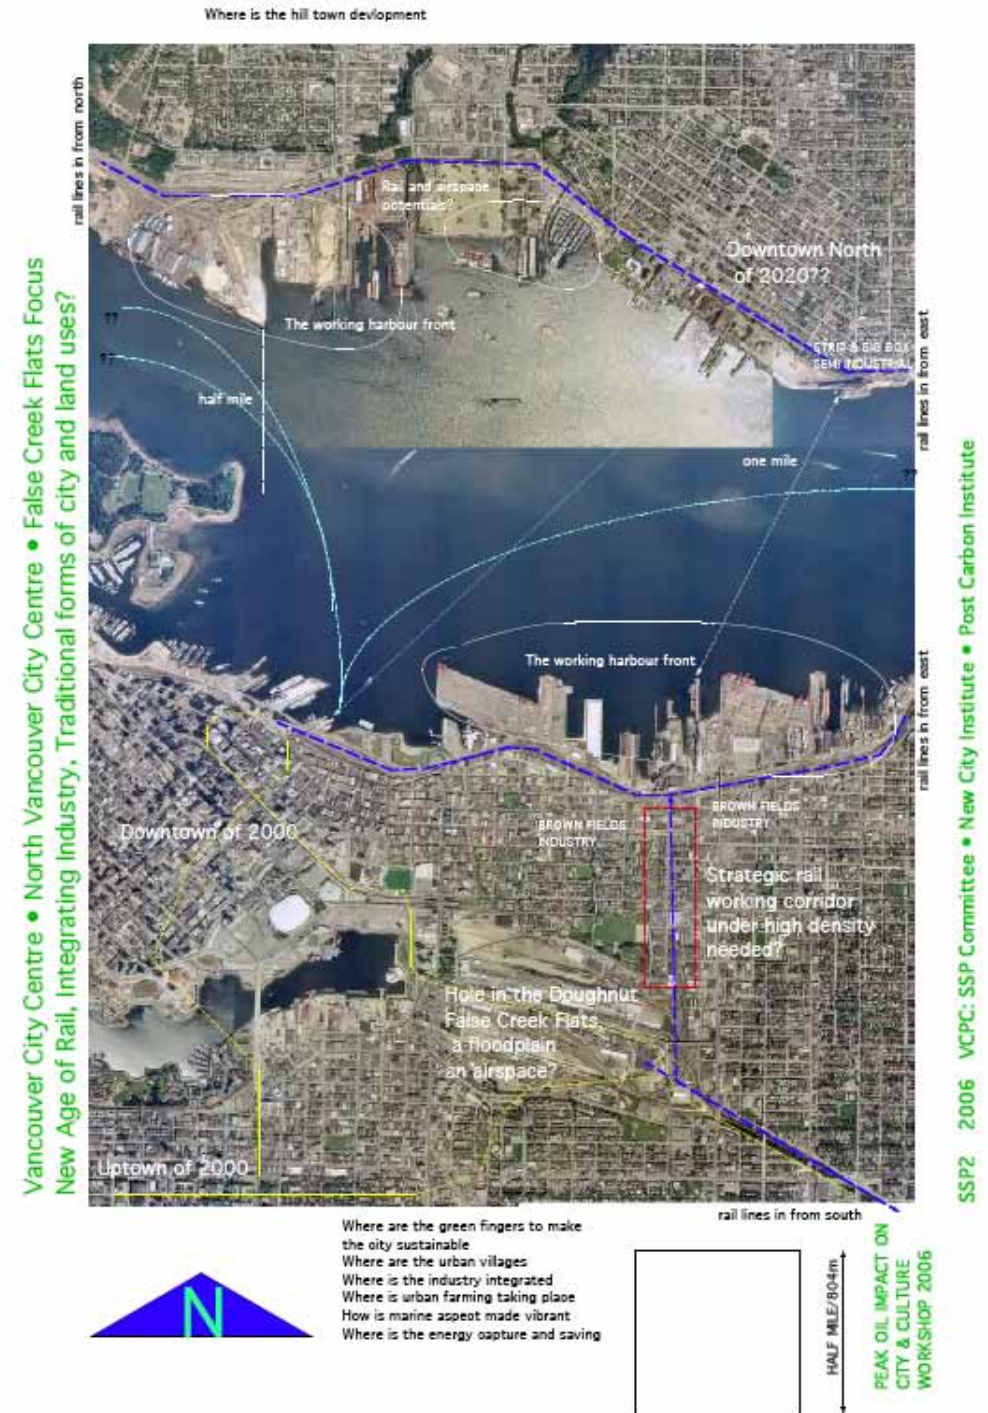 Where is the hill town devlopment
rail lines in from north
Rail and airspace
potentials?
Downtown North
of 2020??
??
The working harbour front
STRIP & BIG BOX
SEMI INDUSTRIAL
rail lines in from east
??
half mile
one mile
??
The working harbour front
rail lines in from east
Downtown of 2000
BROWN FIELDS
INDUSTRY
BROWN FIELDS
INDUSTRY
Strategic rail
working corridor
under high density
needed?
Hole in the Doughnut
False Creek Flats,
a floodplain
an airspace?
Uptown of 2000
rail lines in from south
Vancouver City Centre • North Vancouver City Centre • False Creek Flats Focus
New Age of Rail, Integrating Industry, Traditional forms of city and land uses?
SSP2 2006 VCPC: SSP Committee • New City Institute • Post Carbon Institute
N
Where are the green fingers to make
the city sustainable
Where are the urban villages
Where is the industry integrated
Where is urban farming taking place
How is marine aspect made vibrant
Where is the energy capture and saving
HALF MILE/804m
PEAK OIL IMPACT ON
CITY & CULTURE
WORKSHOP 2006